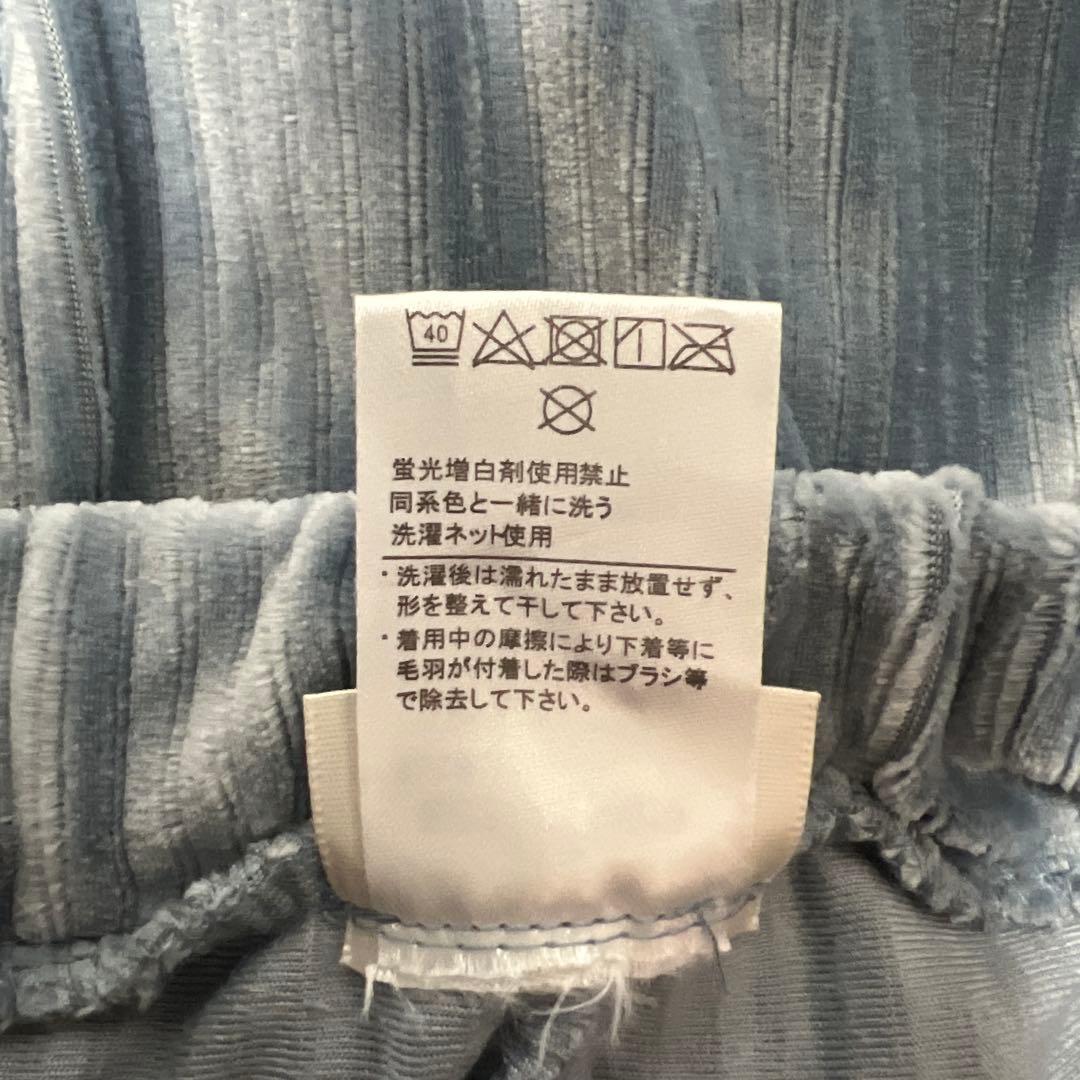 40
蛍光増白剤使用禁止
同系色と一緒に洗う
洗濯ネット使用
・洗濯後は濡れたまま放置せず、
形を整えて干して下さい。
・着用中の摩擦により下着等に
毛羽が付着した際はブラシ等
で除去して下さい。